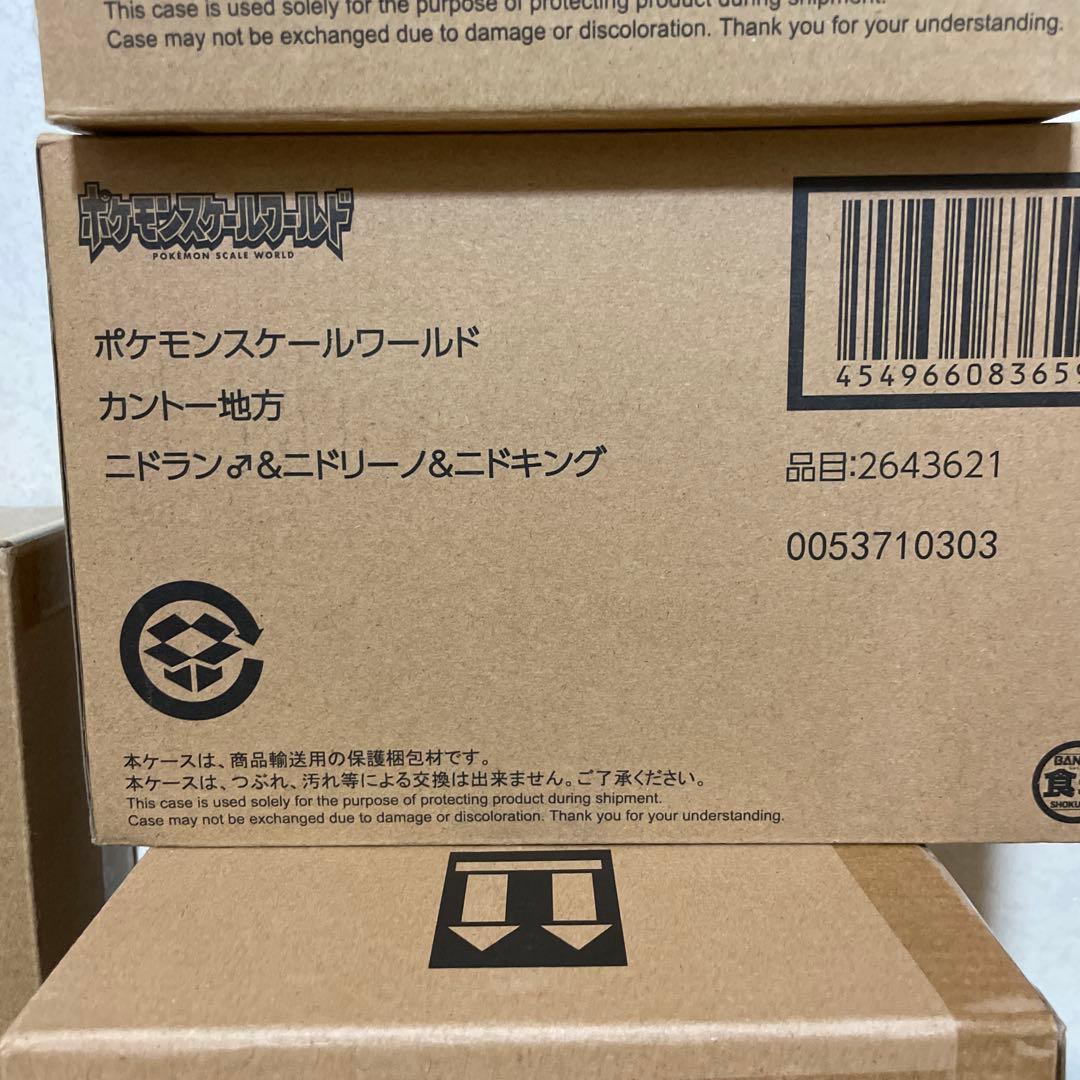 This case is used solely for the purpose of protecting product during shipment.
Case may not be exchanged due to damage or discoloration. Thank you for your understanding.
ポケモンスケールワールド
POKÉMON SCALE WORLD
ポケモンスケールワールド
カントー地方
ニドラン♂&ニドリーノ&ニドキング
454966083659
品目:2643621
0053710303
本ケースは、商品輸送用の保護梱包材です。
本ケースは、つぶれ、汚れ等による交換は出来ません。ご了承ください。
This case is used solely for the purpose of protecting product during shipment.
Case may not be exchanged due to damage or discoloration. Thank you for your understanding.
食